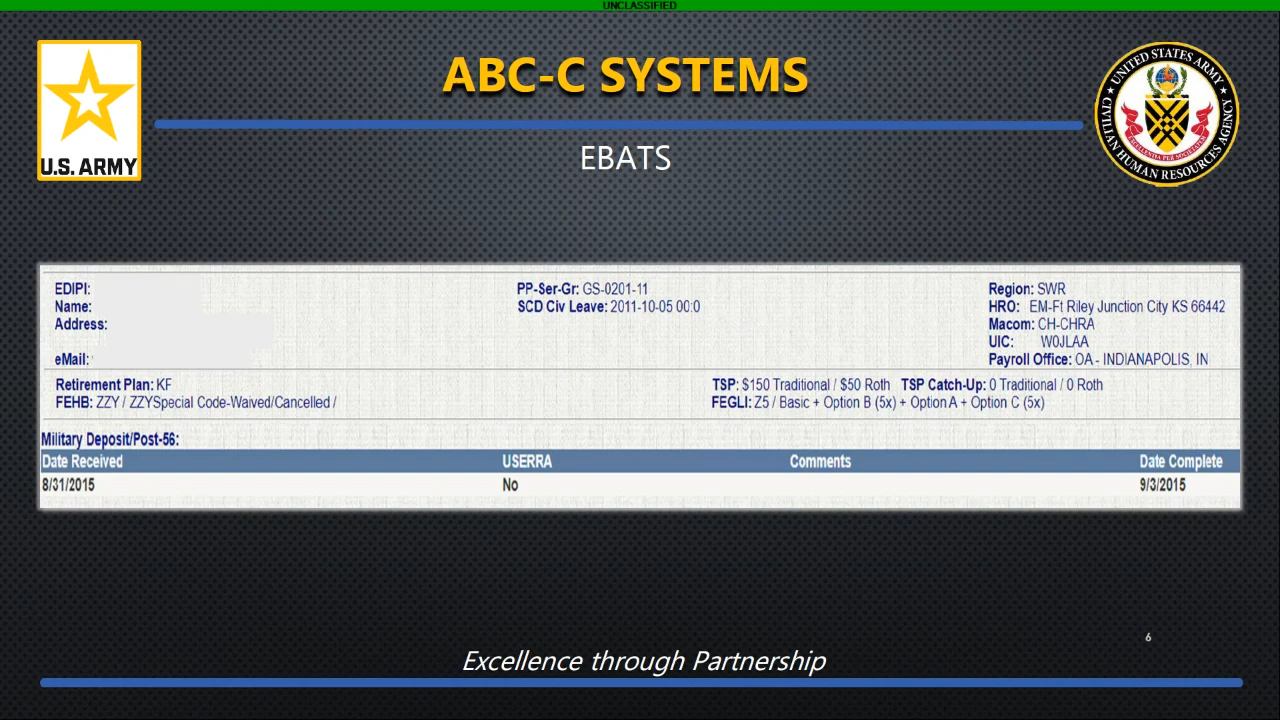 UNCLASSIFIED
ABC-C SYSTEMS
U.S. ARMY
UNITED STATES ARMY
CIVILIAN HUMAN RESOURCES AGENCY
EBATS
EDIPI:
Name:
Address:
eMail:
PP-Ser-Gr: GS-0201-11
SCD Civ Leave: 2011-10-05 00:0
Region: SWR
HRO: EM-Ft Riley Junction City KS 66442
Macom: CH-CHRA
UIC: W0JLAA
Payroll Office: OA - INDIANAPOLIS, IN
Retirement Plan: KF
FEHB: ZZY / ZZYSpecial Code-Waived/Cancelled /
TSP: $150 Traditional / $50 Roth TSP Catch-Up: 0 Traditional / 0 Roth
FEGLI: Z5 / Basic + Option B (5x) + Option A + Option C (5x)
Military Deposit/Post-56:
Date Received USERRA Comments Date Complete
8/31/2015 No 9/3/2015
6
Excellence through Partnership